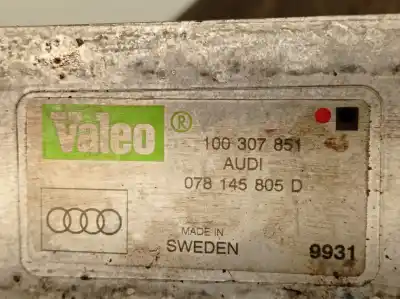 Valeo ®
100 307 851
AUDI
078 145 805 D
MADE IN
SWEDEN
9931